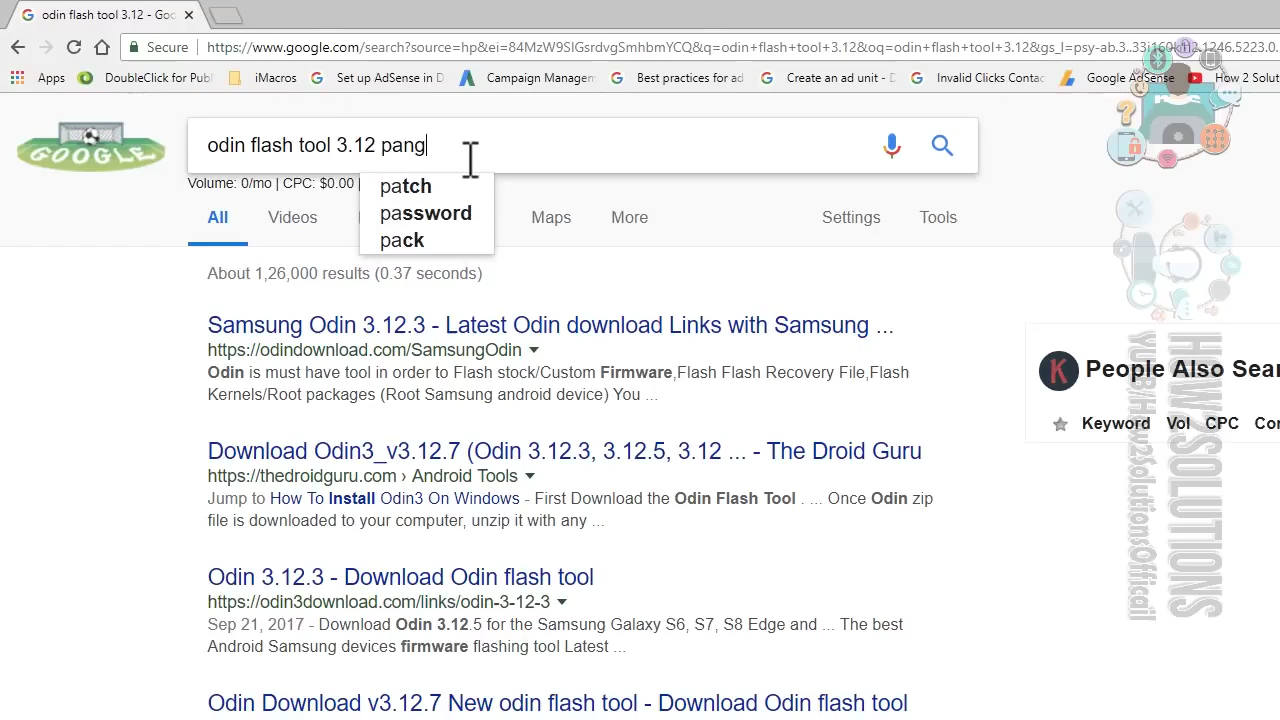 odin flash tool 3.12 - Goo
Secure
https://www.google.com/search?source=hp&ei=84MzW9SIGsrdvgSmhbmYCQ&q=odin+flash+tool+3.12&oq=odin+flash+tool+3.12&gs_l=psy-ab.3..33i160k1l2.1246.5223.0.
Apps DoubleClick for Publ iMacros Set up AdSense in D Campaign Managem Best practices for ad Create an ad unit - D Invalid Clicks Contac Google AdSense How 2 Solut
GOOGLE
odin flash tool 3.12 pang
Volume: 0/mo | CPC: $0.00
patch
password
pack
All Videos Maps More Settings Tools
About 1,26,000 results (0.37 seconds)
Samsung Odin 3.12.3 - Latest Odin download Links with Samsung ...
https://odindownload.com/SamsungOdin
Odin is must have tool in order to Flash sock/Custom Firmware,Flash Flash Recovery File,Flash
Kernels/Root packages (Root Samsung android device) You ...
Download Odin3_v3.12.7 (Odin 3.12.3, 3.12.5, 3.12 ... - The Droid Guru
https://thedroidguru.com › Android Tools
Jump to How To Install Odin3 On Windows - First Download the Odin Flash Tool . ... Once Odin zip
file is downloaded to your computer, unzip it with any ...
Odin 3.12.3 - Download Odin flash tool
https://odin3download.com/links/odin-3-12-3
Sep 21, 2017 - Download Odin 3.12.5 for the Samsung Galaxy S6, S7, S8 Edge and ... The best
Android Samsung devices firmware flashing tool Latest ...
Odin Download v3.12.7 New odin flash tool - Download Odin flash tool
K People Also Sear
Keyword Vol CPC Com
HOW2SOLUTIONS